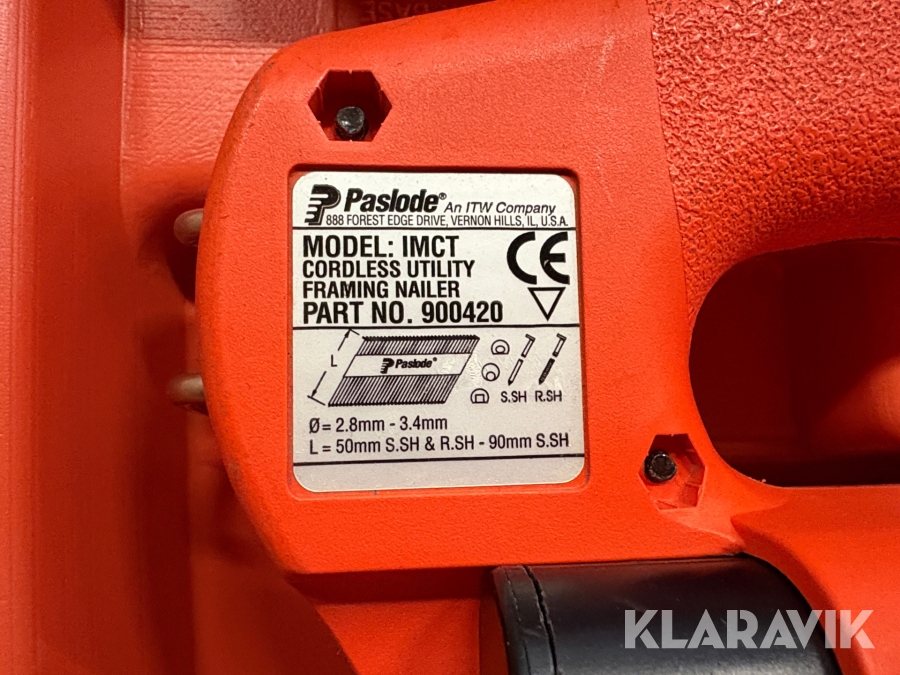 BASE
Paslode® An ITW Company
888 FOREST EDGE DRIVE, VERNON HILLS, IL, U.S.A.
MODEL: IMCT
CORDLESS UTILITY
FRAMING NAILER
PART NO. 900420
CE
L
Paslode®
S.SH R.SH
Ø = 2.8mm - 3.4mm
L = 50mm S.SH & R.SH - 90mm S.SH
KLARAVIK